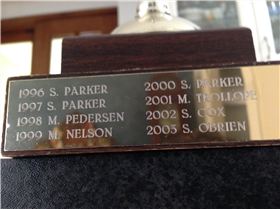 1996 S. PARKER
1997 S. PARKER
1998 M. PEDERSEN
1999 M. NELSON
2000 S. PARKER
2001 M. TROLLOPE
2002 S. COX
2003 S. OBRIEN